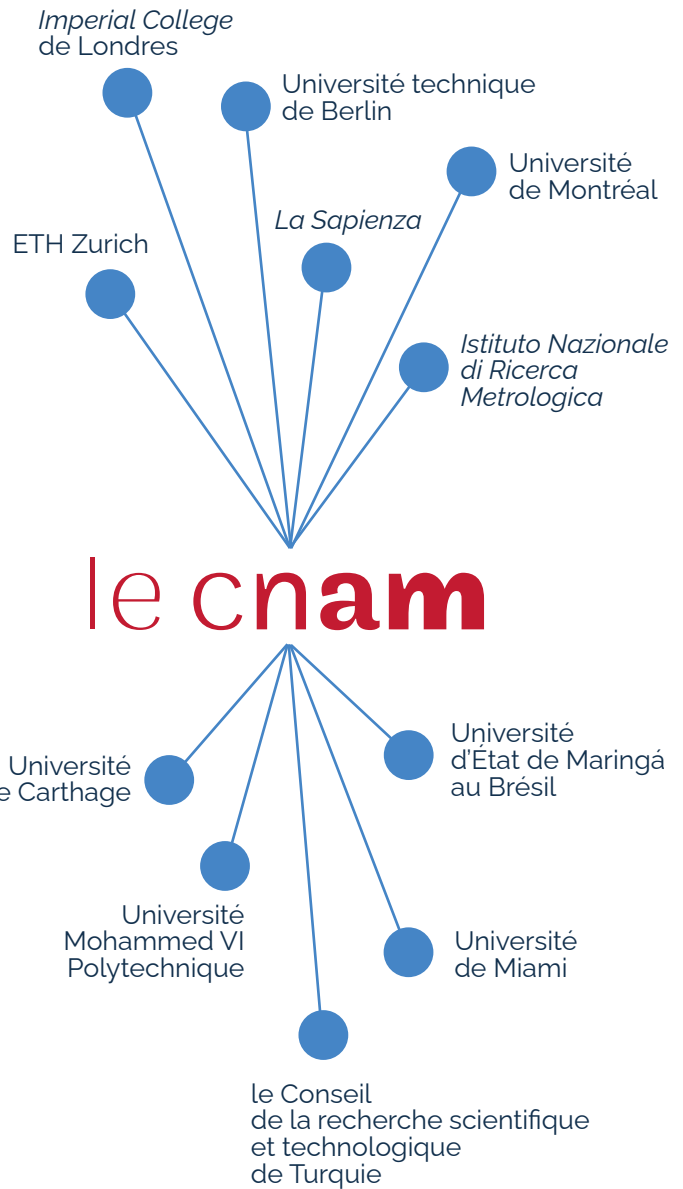 Imperial College
de Londres
Université technique
de Berlin
Université
de Montréal
La Sapienza
ETH Zurich
Istituto Nazionale
di Ricerca
Metrologica
le cnam
Université
d'État de Maringá
au Brésil
Université
e Carthage
Université
Mohammed VI
Polytechnique
Université
de Miami
le Conseil
de la recherche scientifique
et technologique
de Turquie